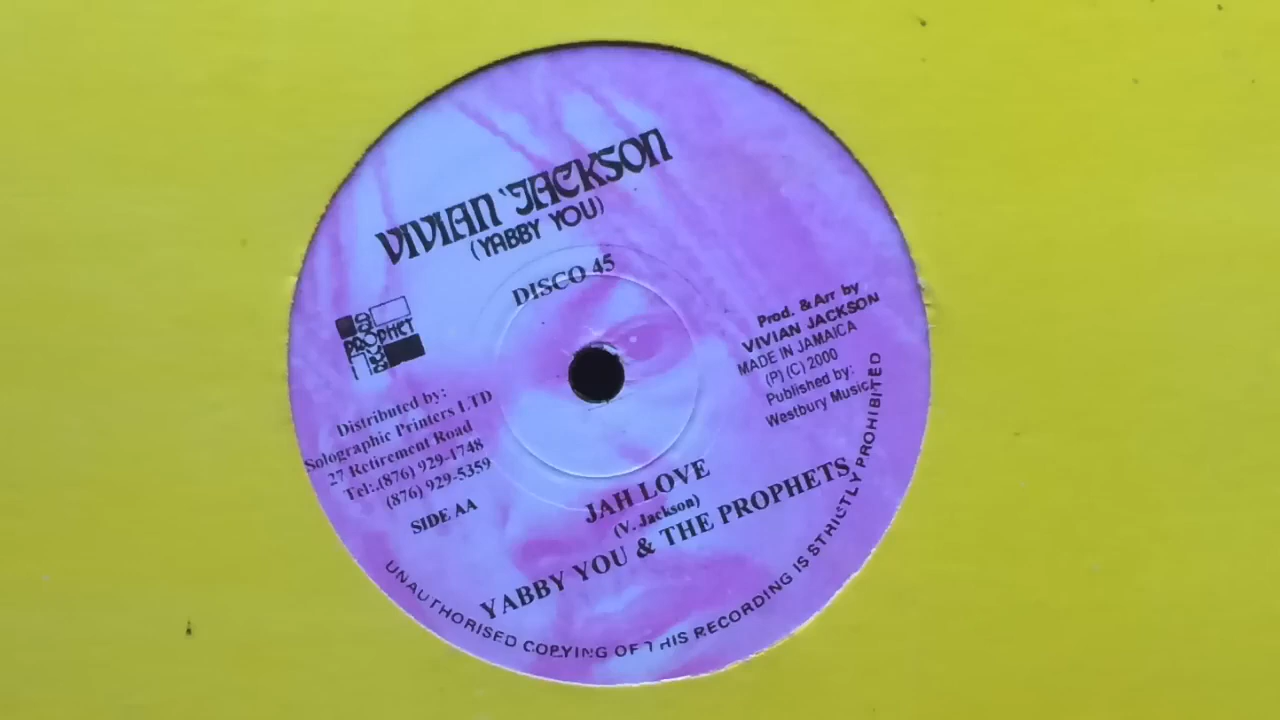 VIVIAN 'JACKSON
(YABBY YOU)
DISCO 45
PROPHET
Distributed by:
Solographic Printers LTD
27 Retirement Road
Tel:.(876) 929-1748
(876) 929-5359
SIDE AA
Prod. & Arr by
VIVIAN JACKSON
MADE IN JAMAICA
(P) (C) 2000
Published by:
Westbury Music
JAH LOVE
(V. Jackson)
YABBY YOU & THE PROPHETS
UNAUTHORISED COPYING OF THIS RECORDING IS STRICTLY PROHIBITED